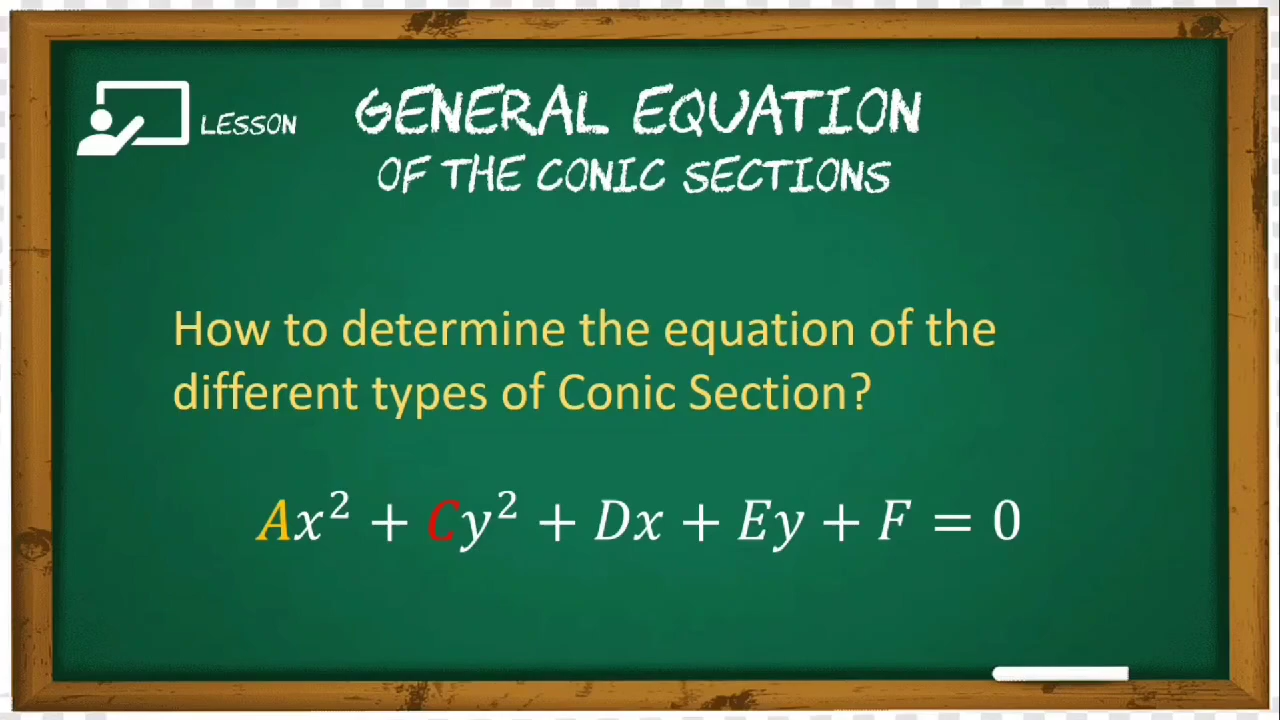 LESSON
GENERAL EQUATION
OF THE CONIC SECTIONS
How to determine the equation of the
different types of Conic Section?
Ax² + Cy² + Dx + Ey + F = 0